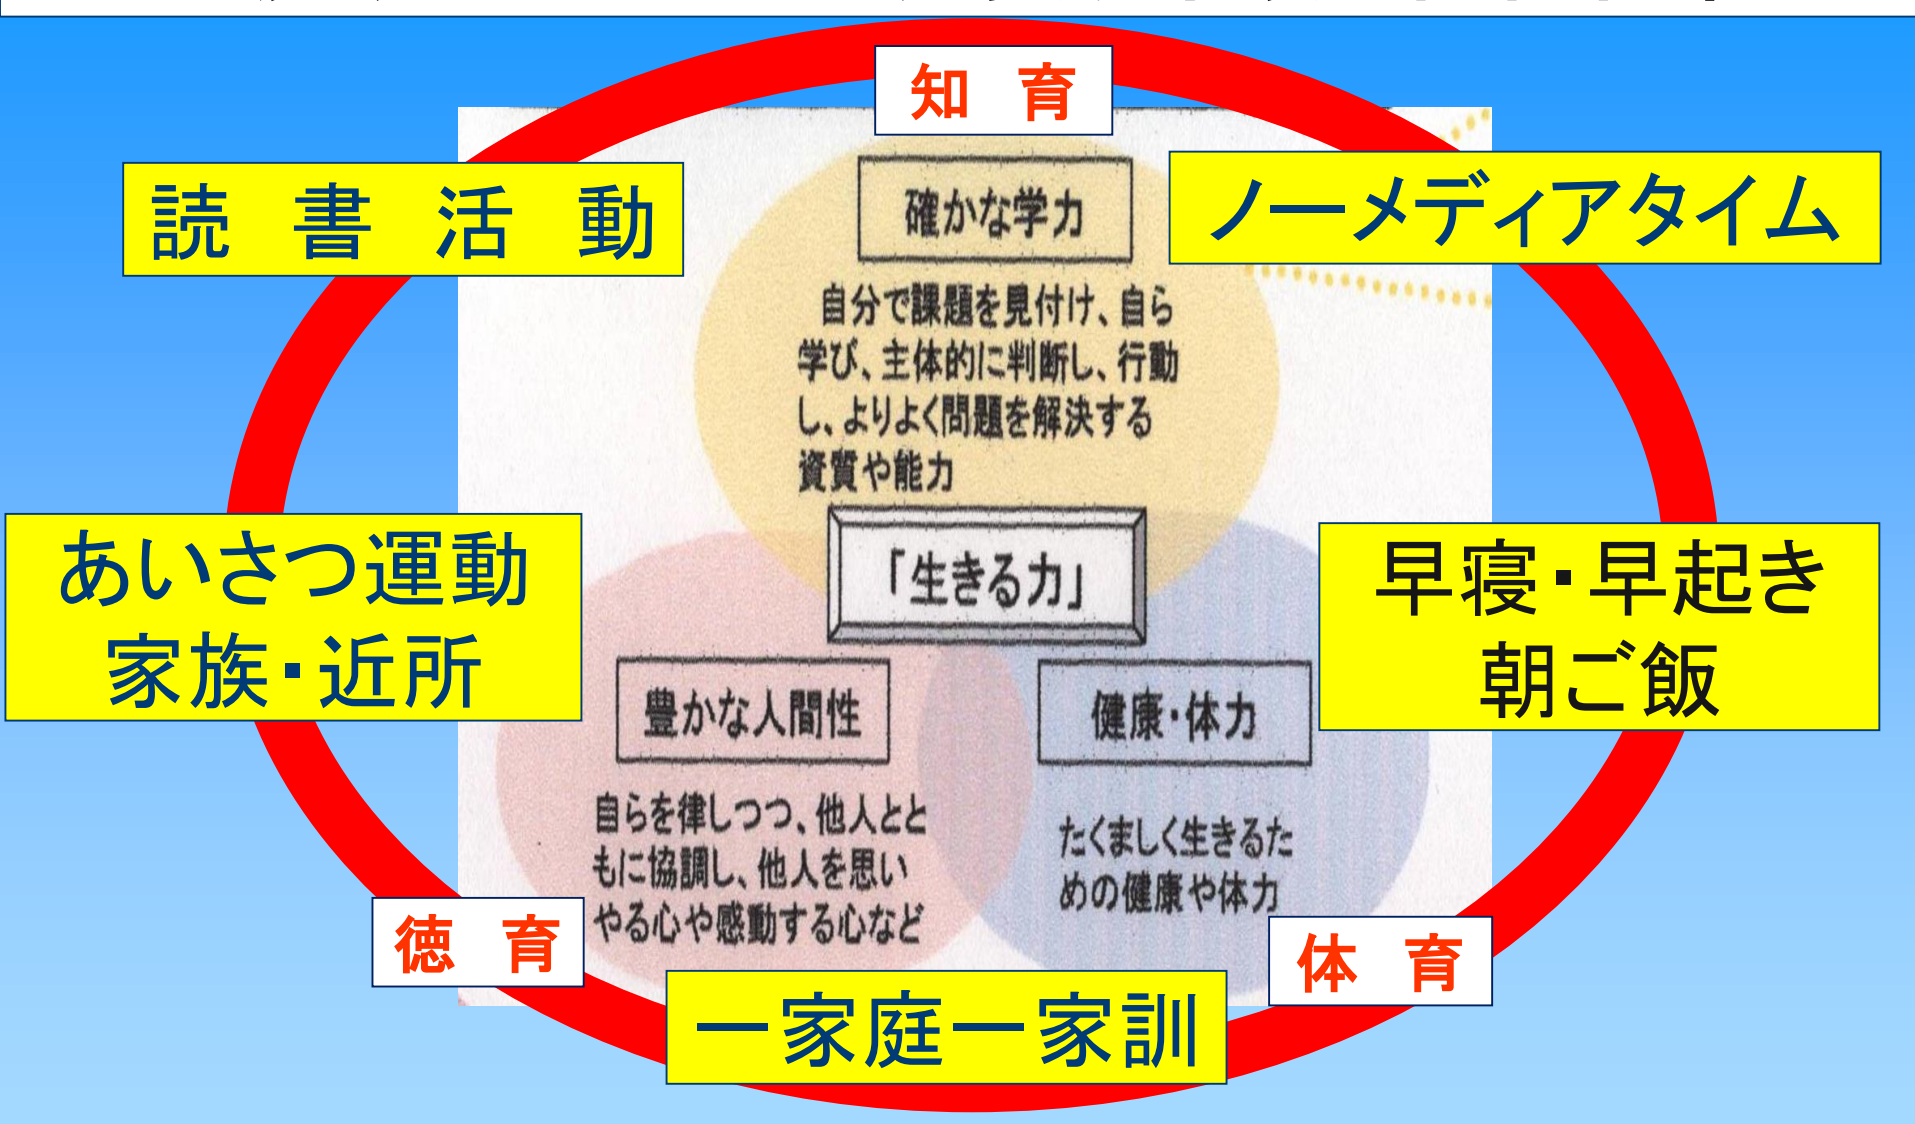 知　育
読　書　活　動
ノーメディアタイム
確かな学力
自分で課題を見付け、自ら
学び、主体的に判断し、行動
し、よりよく問題を解決する
資質や能力
「生きる力」
あいさつ運動
家族・近所
早寝・早起き
朝ご飯
豊かな人間性
自らを律しつつ、他人とと
もに協調し、他人を思い
やる心や感動する心など
健康・体力
たくましく生きるた
めの健康や体力
徳　育
体　育
一家庭一家訓